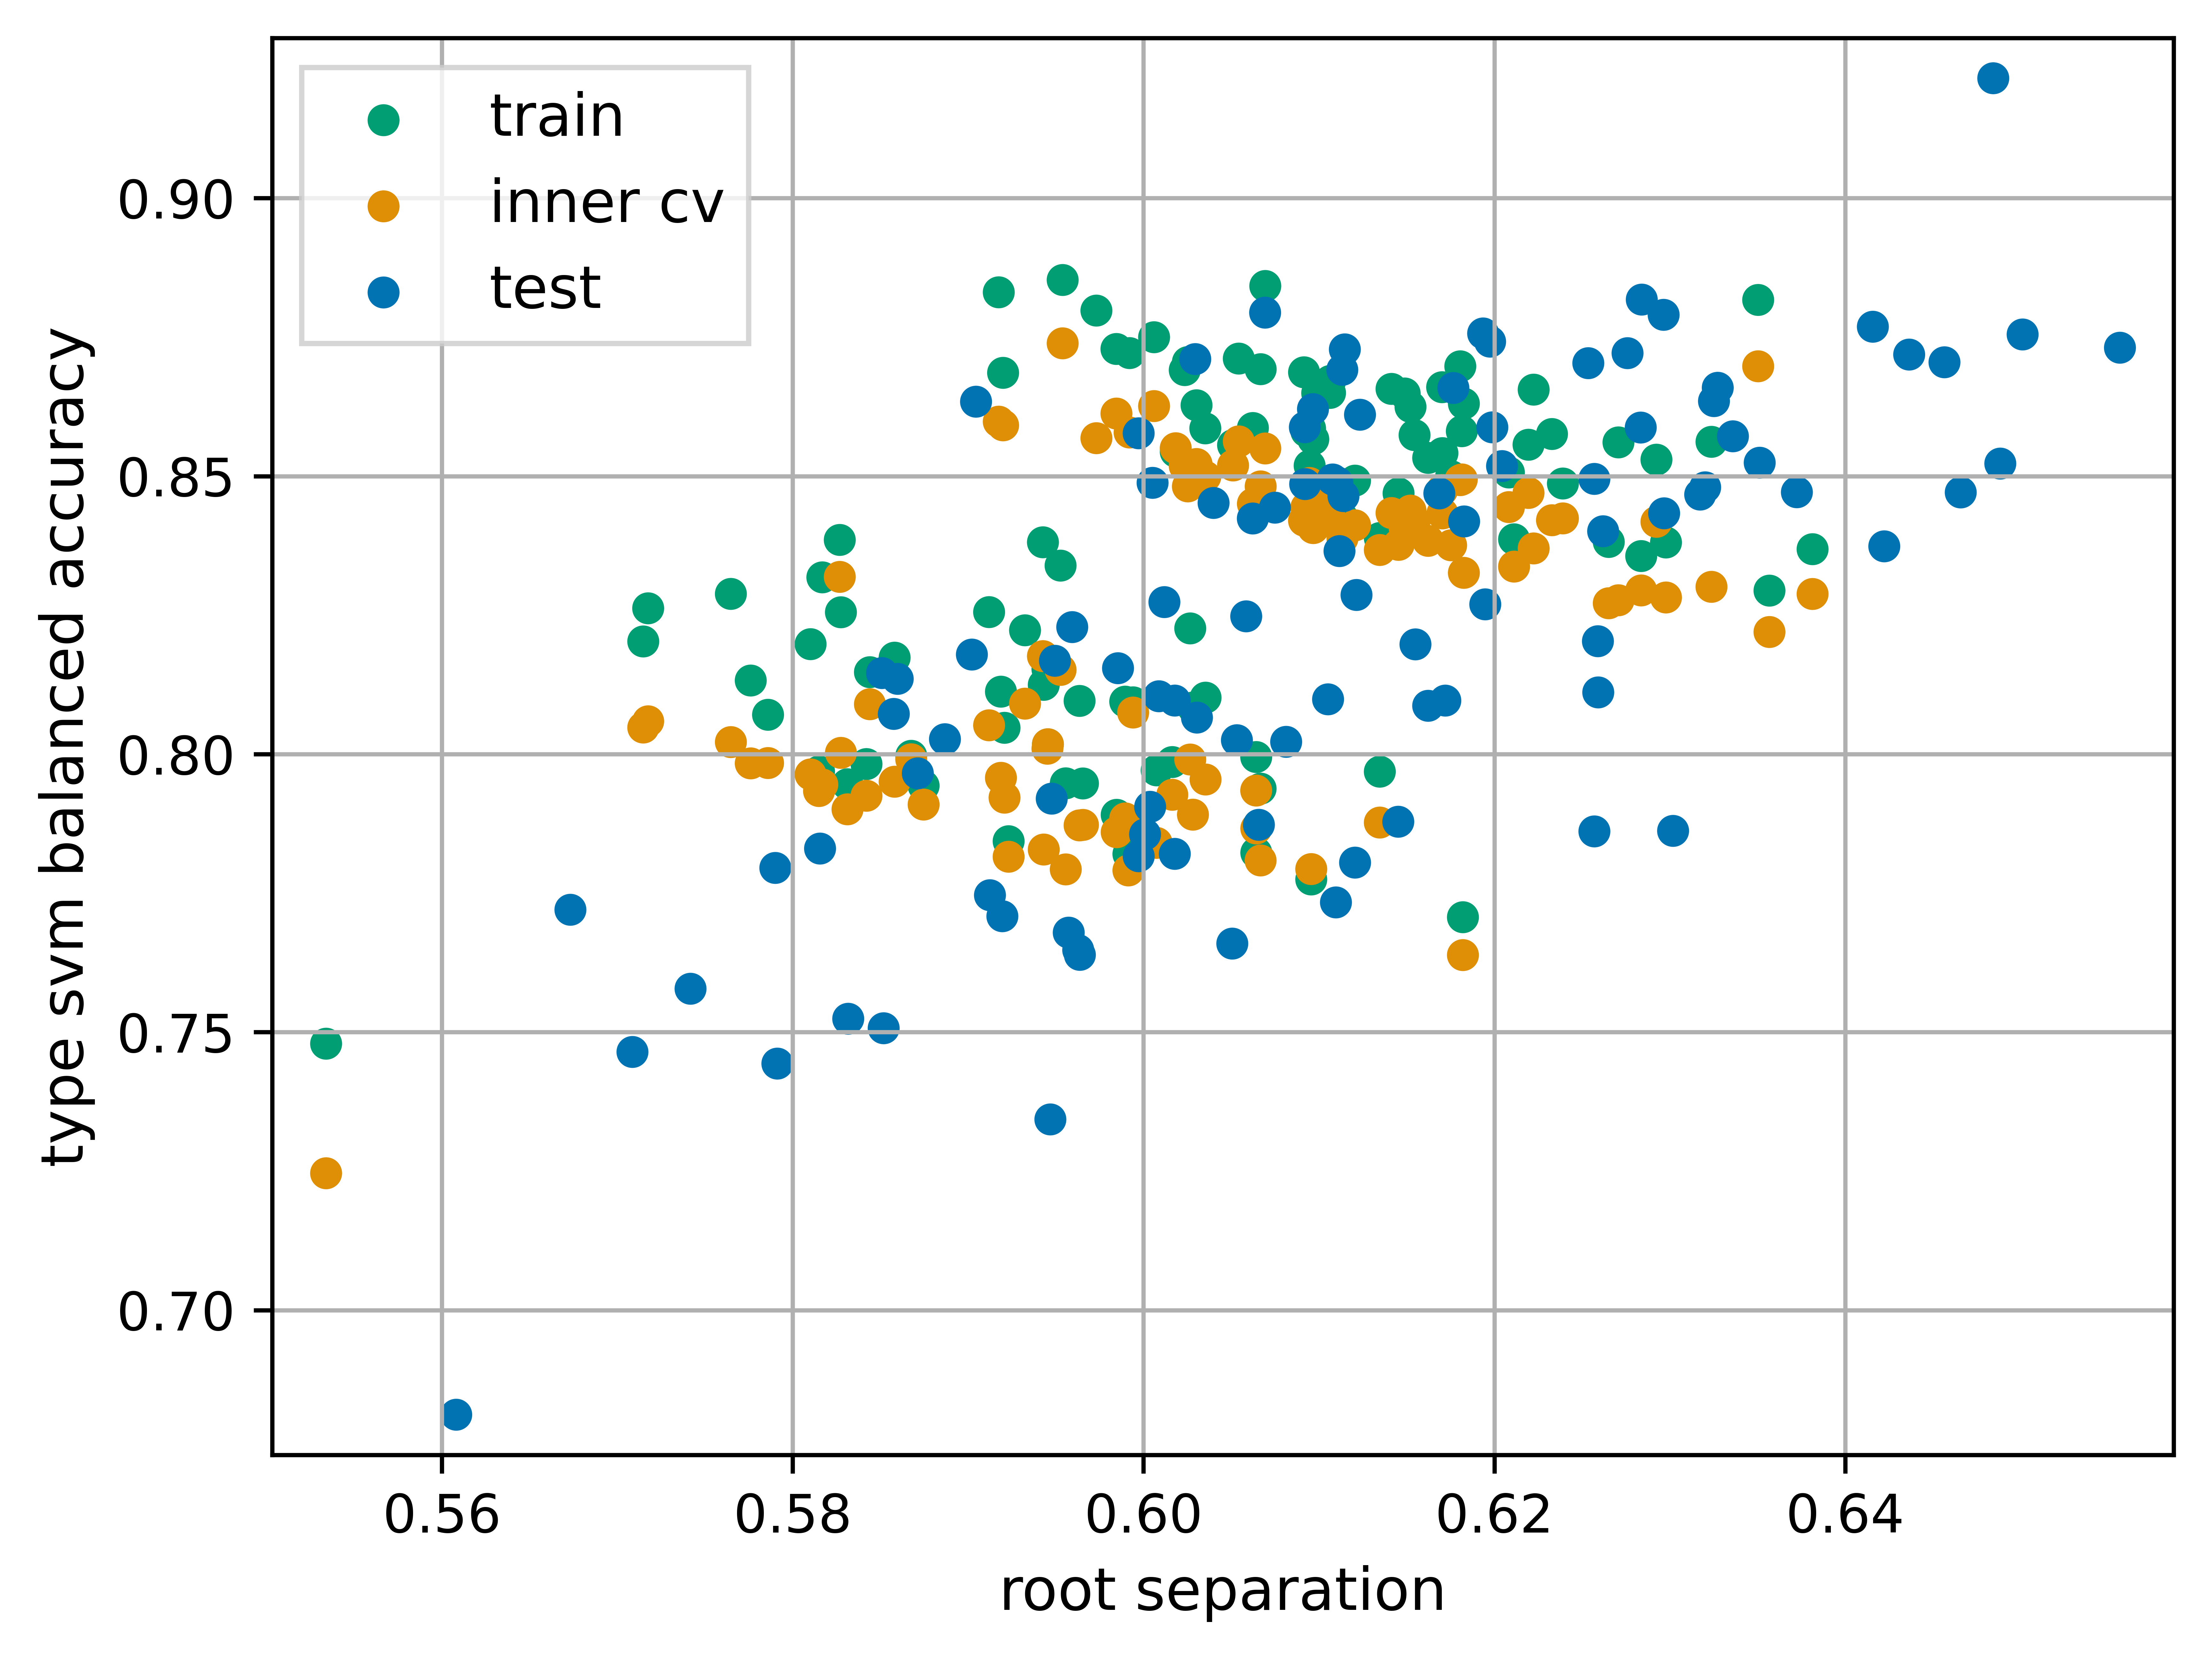 train
inner cv
test
type svm balanced accuracy
0.90
0.85
0.80
0.75
0.70
0.56 0.58 0.60 0.62 0.64
root separation